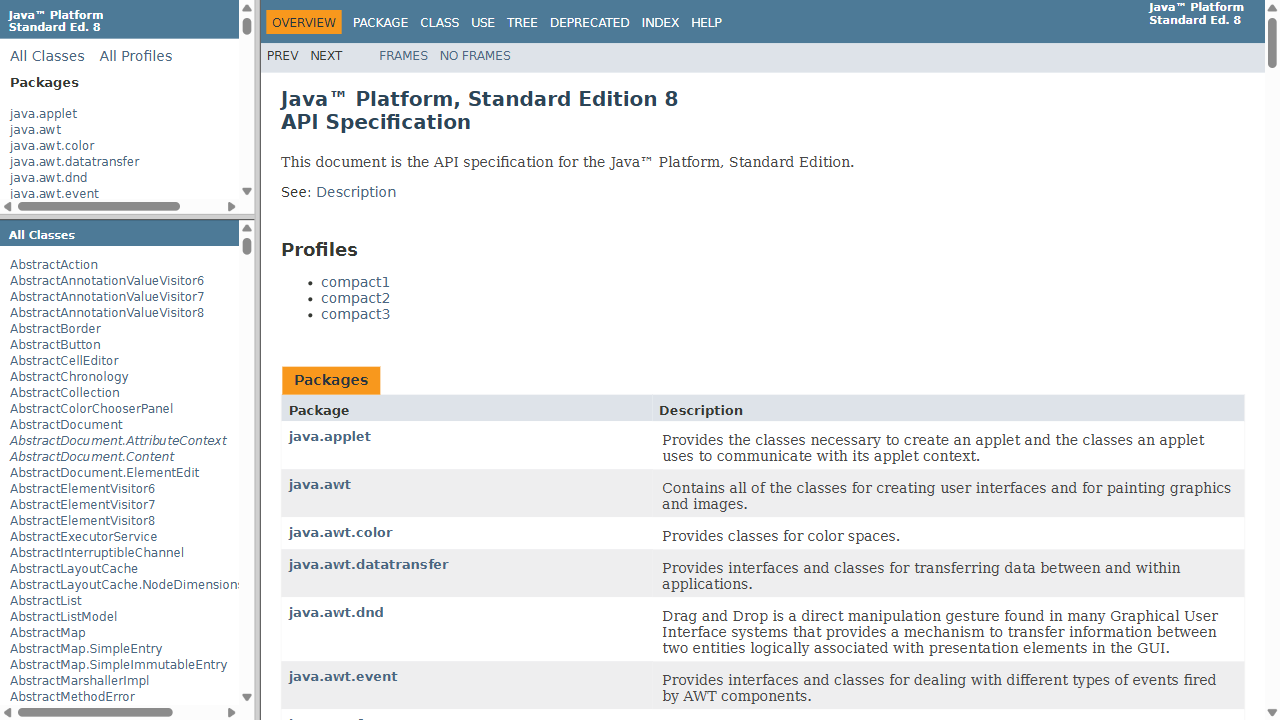 Java™ Platform
Standard Ed. 8
All Classes All Profiles
Packages
java.applet
java.awt
java.awt.color
java.awt.datatransfer
java.awt.dnd
java.awt.event
All Classes
AbstractAction
AbstractAnnotationValueVisitor6
AbstractAnnotationValueVisitor7
AbstractAnnotationValueVisitor8
AbstractBorder
AbstractButton
AbstractCellEditor
AbstractChronology
AbstractCollection
AbstractColorChooserPanel
AbstractDocument
AbstractDocument.AttributeContext
AbstractDocument.Content
AbstractDocument.ElementEdit
AbstractElementVisitor6
AbstractElementVisitor7
AbstractElementVisitor8
AbstractExecutorService
AbstractInterruptibleChannel
AbstractLayoutCache
AbstractLayoutCache.NodeDimensions
AbstractList
AbstractListModel
AbstractMap
AbstractMap.SimpleEntry
AbstractMap.SimpleImmutableEntry
AbstractMarshallerImpl
AbstractMethodError
OVERVIEW PACKAGE CLASS USE TREE DEPRECATED INDEX HELP
Java™ Platform
Standard Ed. 8
PREV NEXT FRAMES NO FRAMES
Java™ Platform, Standard Edition 8
API Specification
This document is the API specification for the Java™ Platform, Standard Edition.
See: Description
Profiles
• compact1
• compact2
• compact3
Packages
Package Description
java.applet Provides the classes necessary to create an applet and the classes an applet
uses to communicate with its applet context.
java.awt Contains all of the classes for creating user interfaces and for painting graphics
and images.
java.awt.color Provides classes for color spaces.
java.awt.datatransfer Provides interfaces and classes for transferring data between and within
applications.
java.awt.dnd Drag and Drop is a direct manipulation gesture found in many Graphical User
Interface systems that provides a mechanism to transfer information between
two entities logically associated with presentation elements in the GUI.
java.awt.event Provides interfaces and classes for dealing with different types of events fired
by AWT components.